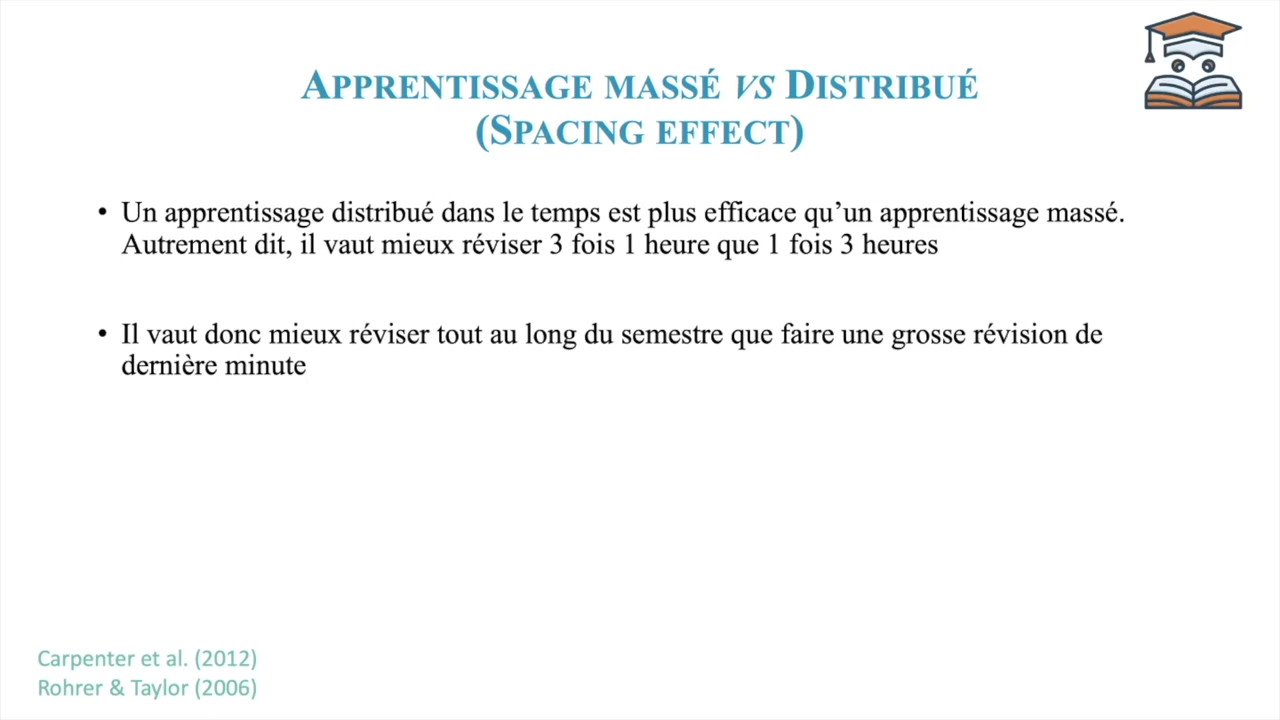 APPRENTISSAGE MASSÉ VS DISTRIBUÉ
(SPACING EFFECT)
• Un apprentissage distribué dans le temps est plus efficace qu’un apprentissage massé.
Autrement dit, il vaut mieux réviser 3 fois 1 heure que 1 fois 3 heures
• Il vaut donc mieux réviser tout au long du semestre que faire une grosse révision de
dernière minute
Carpenter et al. (2012)
Rohrer & Taylor (2006)